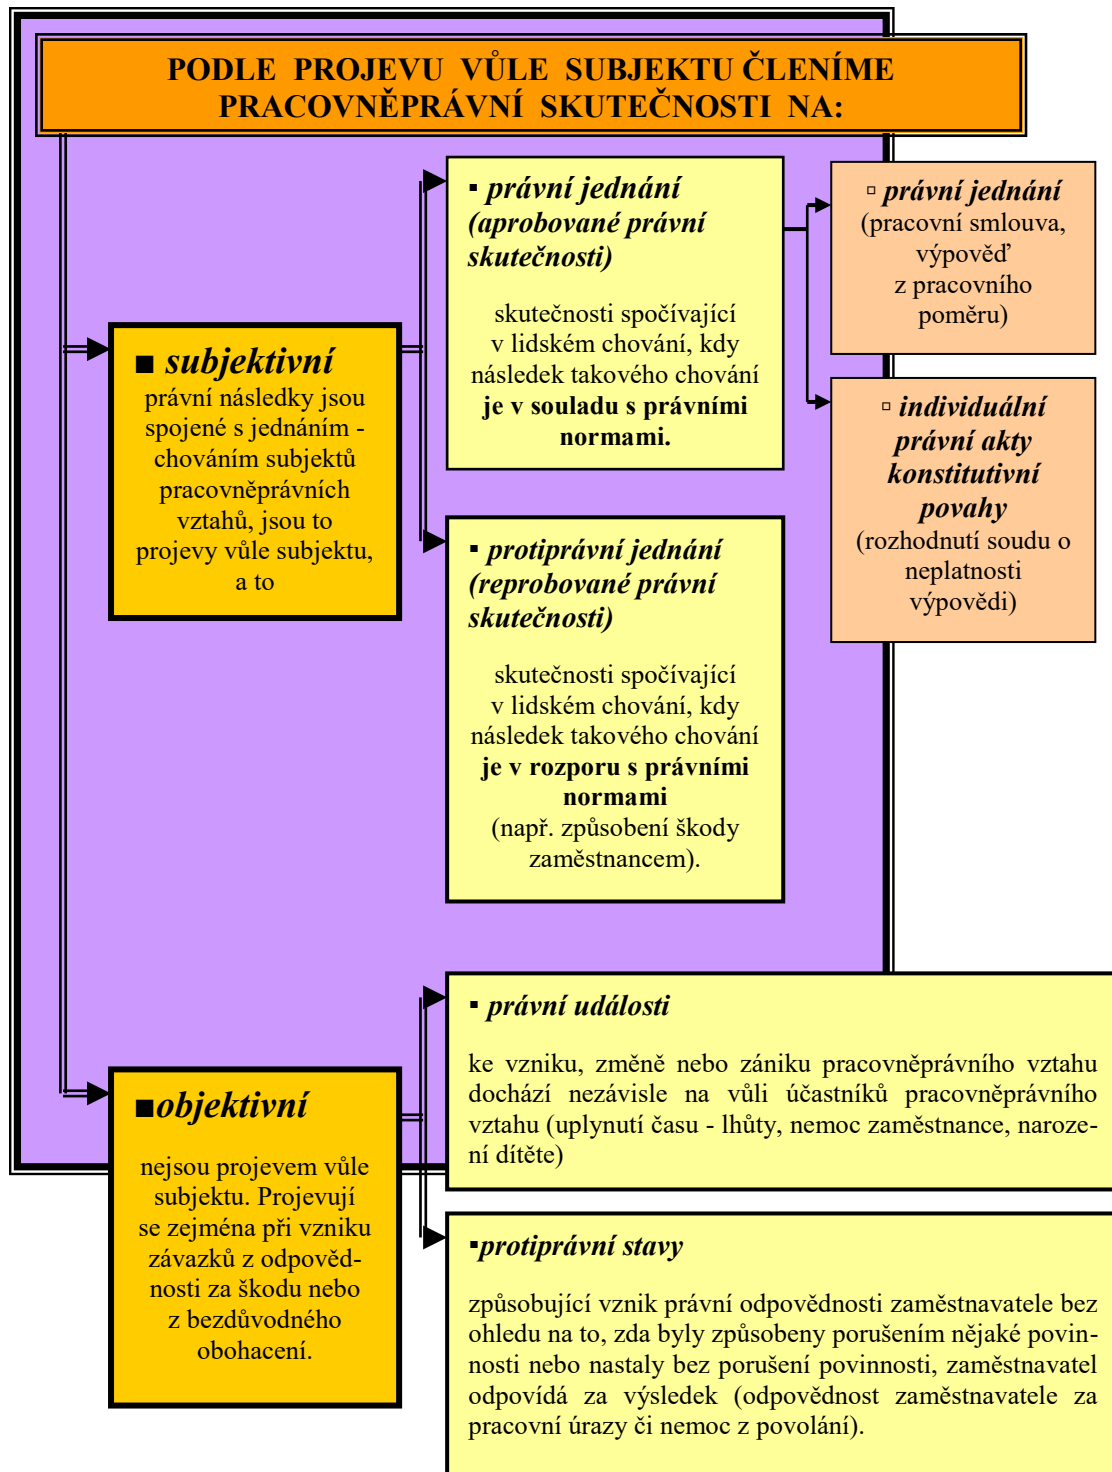 PODLE PROJEVU VŮLE SUBJEKTU ČLENÍME
PRACOVNĚPRÁVNÍ SKUTEČNOSTI NA:
■ subjektivní
právní následky jsou
spojené s jednáním -
chováním subjektů
pracovněprávních
vztahů, jsou to
projevy vůle subjektu,
a to
▪ právní jednání
(aprobované právní
skutečnosti)
skutečnosti spočívající
v lidském chování, kdy
následek takového chování
je v souladu s právními
normami.
▫ právní jednání
(pracovní smlouva,
výpověď
z pracovního
poměru)
▫ individuální
právní akty
konstitutivní
povahy
(rozhodnutí soudu o
neplatnosti
výpovědi)
▪ protiprávní jednání
(reprobované právní
skutečnosti)
skutečnosti spočívající
v lidském chování, kdy
následek takového chování
je v rozporu s právními
normami
(např. způsobení škody
zaměstnancem).
■objektivní
nejsou projevem vůle
subjektu. Projevují
se zejména při vzniku
závazků z odpověd-
nosti za škodu nebo
z bezdůvodného
obohacení.
▪ právní události
ke vzniku, změně nebo zániku pracovněprávního vztahu
dochází nezávisle na vůli účastníků pracovněprávního
vztahu (uplynutí času - lhůty, nemoc zaměstnance, naroze-
ní dítěte)
▪protiprávní stavy
způsobující vznik právní odpovědnosti zaměstnavatele bez
ohledu na to, zda byly způsobeny porušením nějaké povin-
nosti nebo nastaly bez porušení povinnosti, zaměstnavatel
odpovídá za výsledek (odpovědnost zaměstnavatele za
pracovní úrazy či nemoc z povolání).